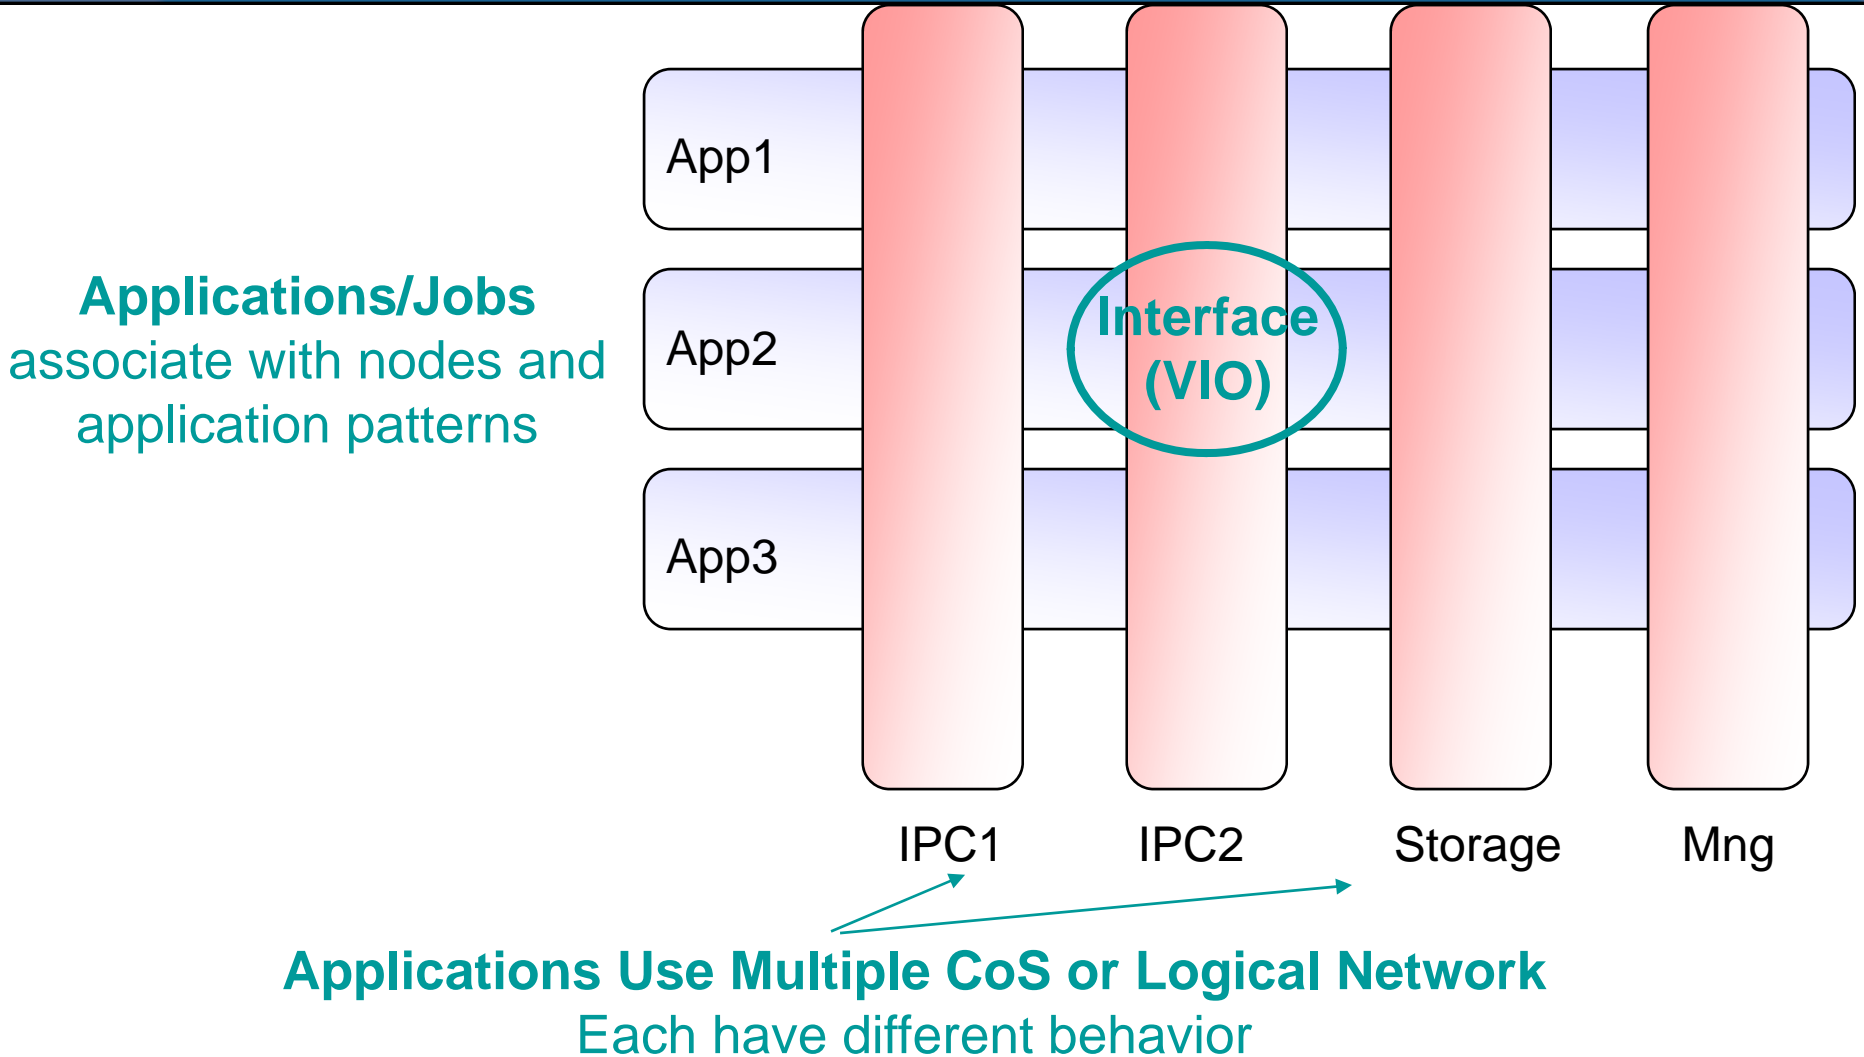 App1
Applications/Jobs
associate with nodes and
application patterns
App2
Interface
(VIO)
App3
IPC1
IPC2
Storage
Mng
Applications Use Multiple CoS or Logical Network
Each have different behavior